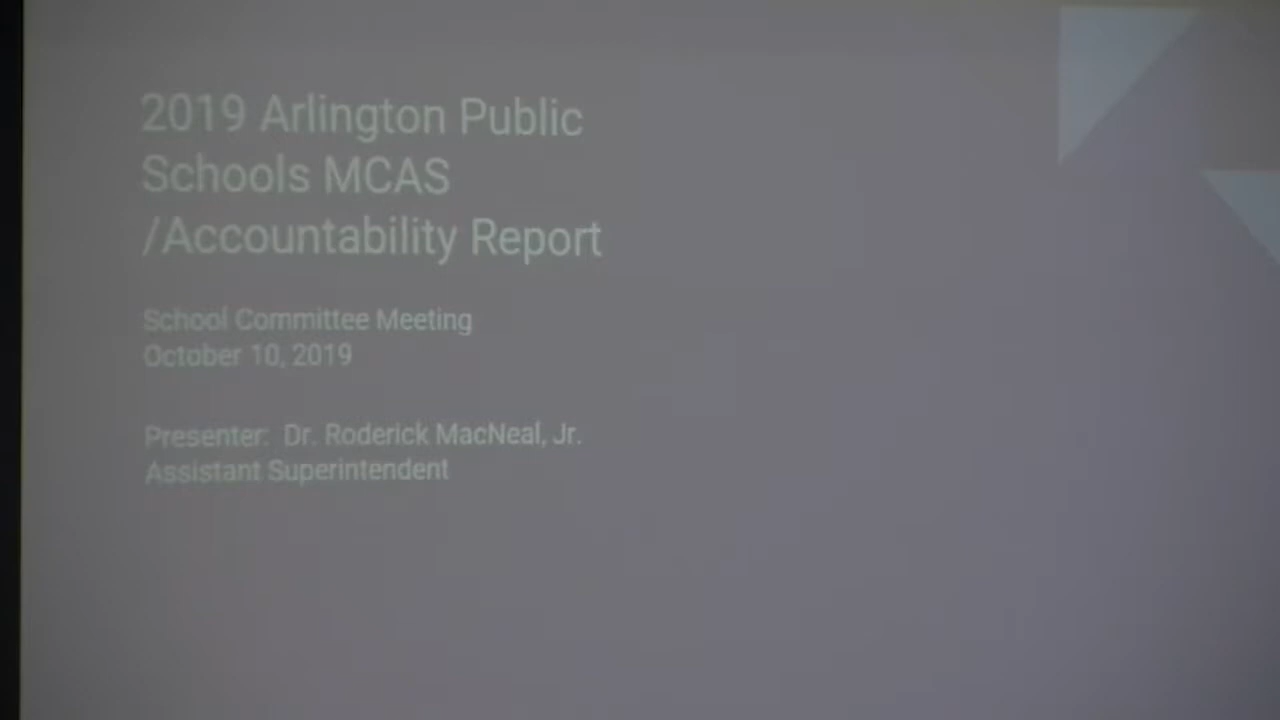 2019 Arlington Public
Schools MCAS
/Accountability Report
School Committee Meeting
October 10, 2019
Presenter: Dr. Roderick MacNeal, Jr.
Assistant Superintendent